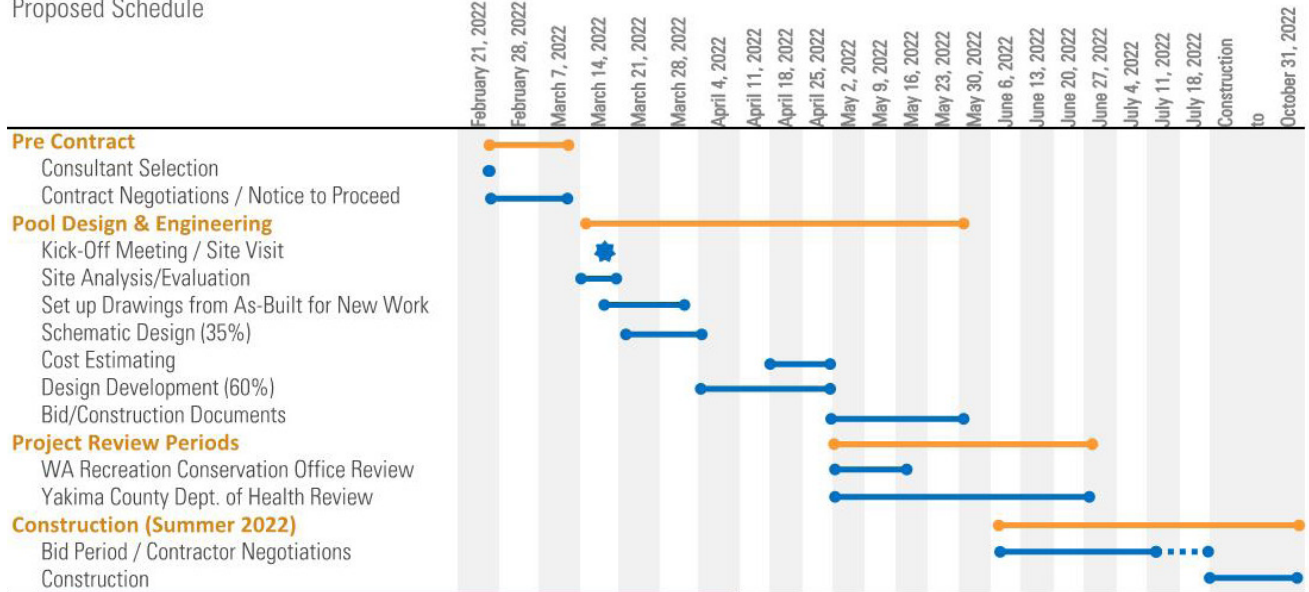 Proposed Schedule
February 21, 2022
February 28, 2022
March 7, 2022
March 14, 2022
March 21, 2022
March 28, 2022
April 4, 2022
April 11, 2022
April 18, 2022
April 25, 2022
May 2, 2022
May 9, 2022
May 16, 2022
May 23, 2022
May 30, 2022
June 6, 2022
June 13, 2022
June 20, 2022
June 27, 2022
July 4, 2022
July 11, 2022
July 18, 2022
Construction
to
October 31, 2022
Pre Contract
Consultant Selection
Contract Negotiations / Notice to Proceed
Pool Design & Engineering
Kick-Off Meeting / Site Visit
Site Analysis/Evaluation
Set up Drawings from As-Built for New Work
Schematic Design (35%)
Cost Estimating
Design Development (60%)
Bid/Construction Documents
Project Review Periods
WA Recreation Conservation Office Review
Yakima County Dept. of Health Review
Construction (Summer 2022)
Bid Period / Contractor Negotiations
Construction